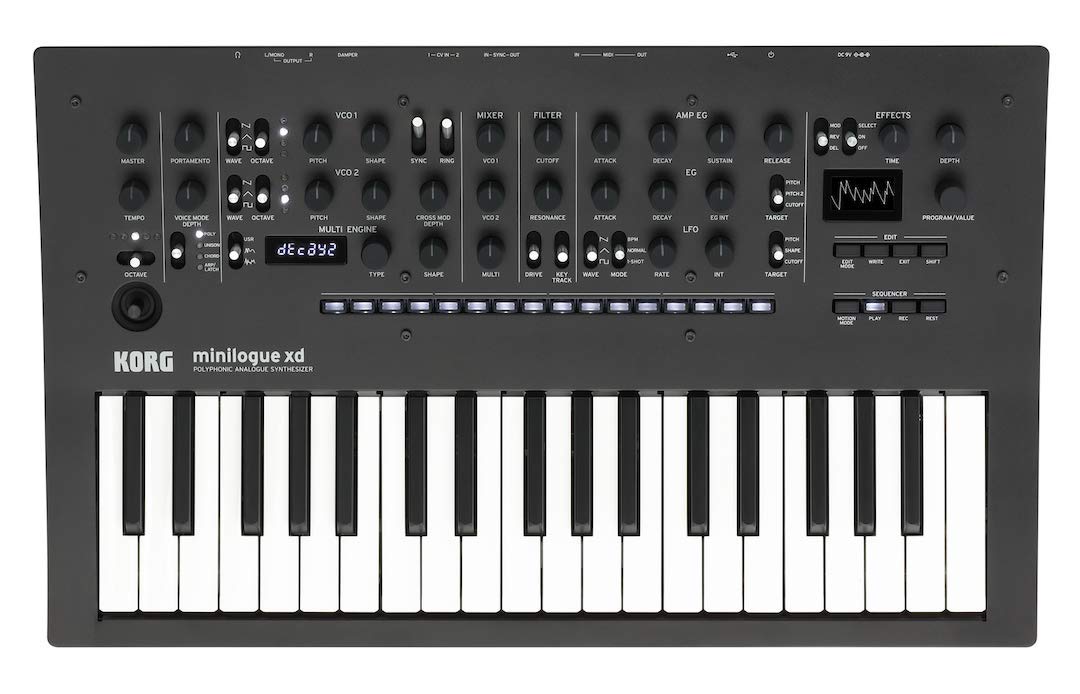 L/MONO R DAMPER 1 — CV IN — 2 IN—SYNC—OUT IN — MIDI — OUT DC 9V
OUTPUT
VCO 1 MIXER FILTER AMP EG EFFECTS
MOD SELECT
REV ON
DEL OFF
MASTER PORTAMENTO WAVE OCTAVE PITCH SHAPE SYNC RING VCO 1 CUTOFF ATTACK DECAY SUSTAIN RELEASE TIME DEPTH
VCO 2 EG
PITCH
PITCH 2
CUTOFF
TEMPO VOICE MODE DEPTH WAVE OCTAVE PITCH SHAPE CROSS MOD DEPTH VCO 2 RESONANCE ATTACK DECAY EG INT TARGET PROGRAM/VALUE
MULTI ENGINE LFO
POLY
UNISON
CHORD
ARP/
LATCH
USR
dEcay2
BPM
NORMAL
1-SHOT
PITCH
SHAPE
CUTOFF
EDIT
OCTAVE TYPE SHAPE MULTI DRIVE KEY TRACK WAVE MODE RATE INT TARGET
EDIT MODE WRITE EXIT SHIFT
SEQUENCER
MOTION MODE PLAY REC REST
KORG minilogue xd
POLYPHONIC ANALOGUE SYNTHESIZER